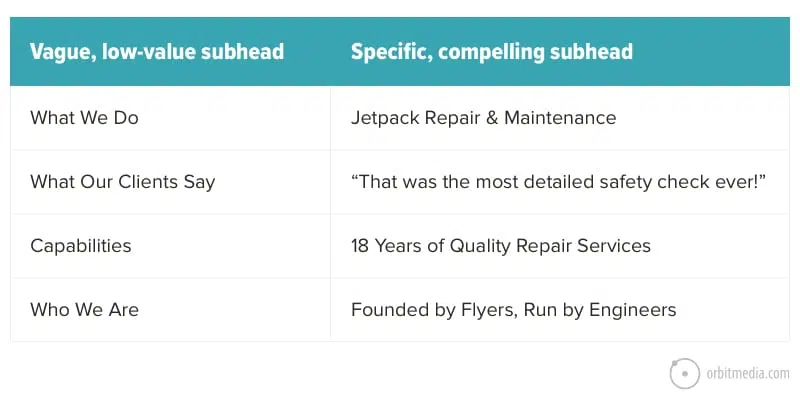 Vague, low-value subhead
Specific, compelling subhead
What We Do
Jetpack Repair & Maintenance
What Our Clients Say
“That was the most detailed safety check ever!”
Capabilities
18 Years of Quality Repair Services
Who We Are
Founded by Flyers, Run by Engineers
orbitmedia.com